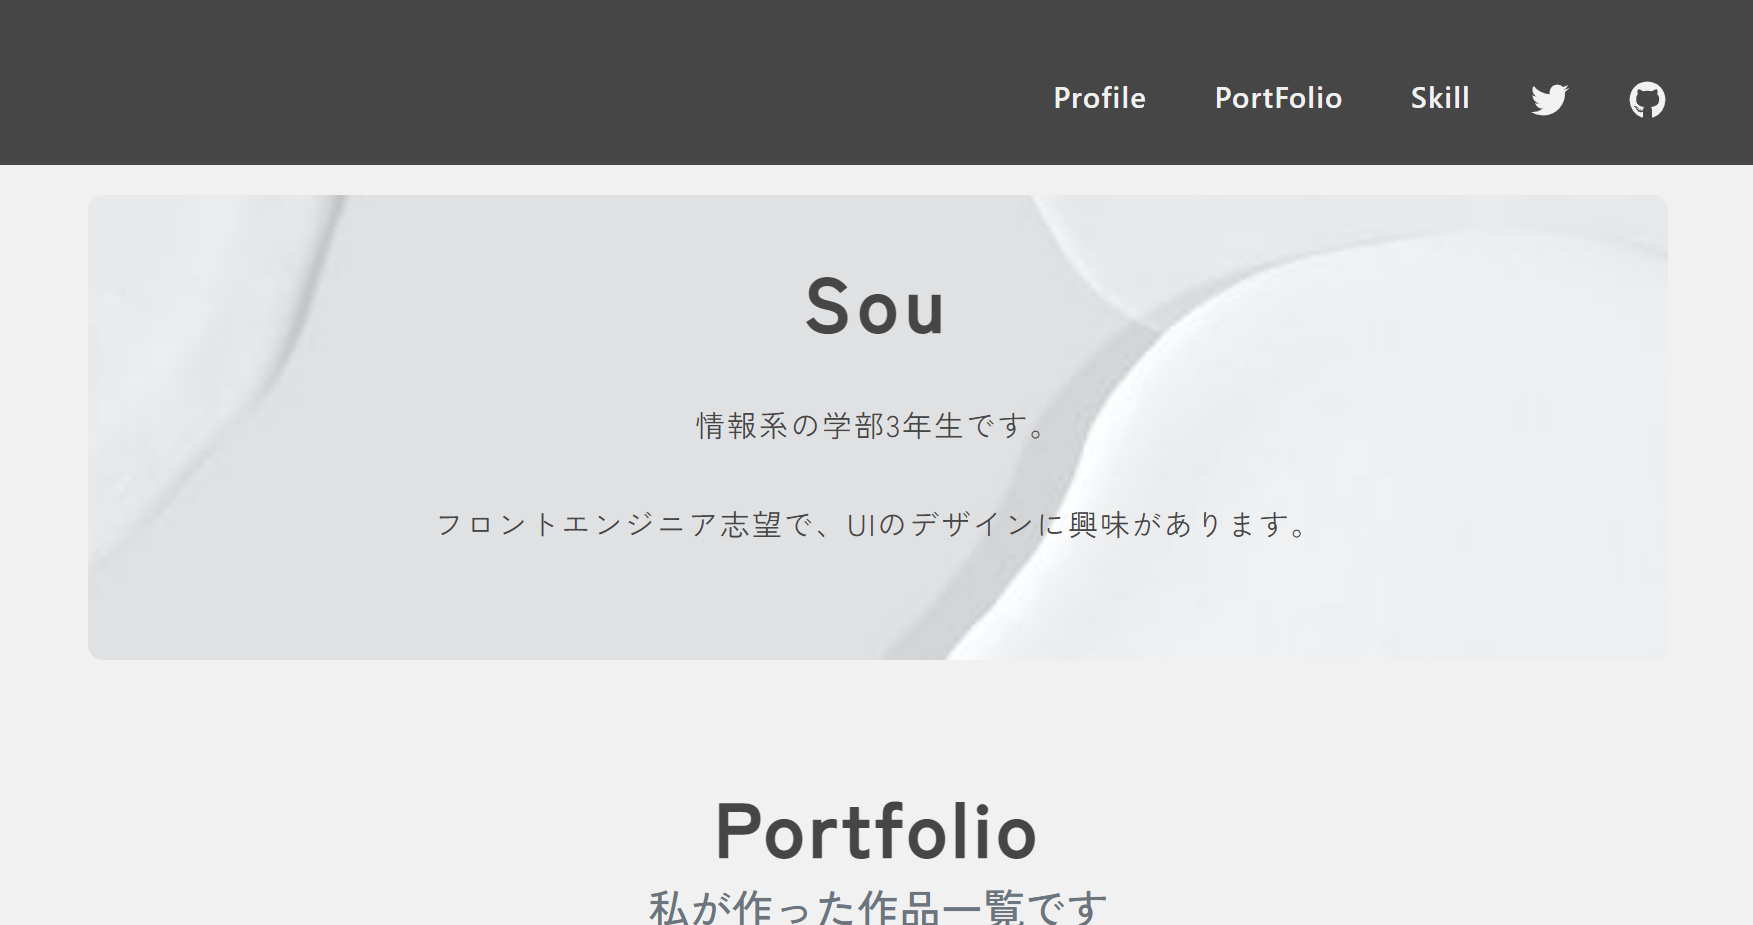 Profile PortFolio Skill
Sou
情報系の学部3年生です。
フロントエンジニア志望で、UIのデザインに興味があります。
Portfolio
私が作った作品一覧です